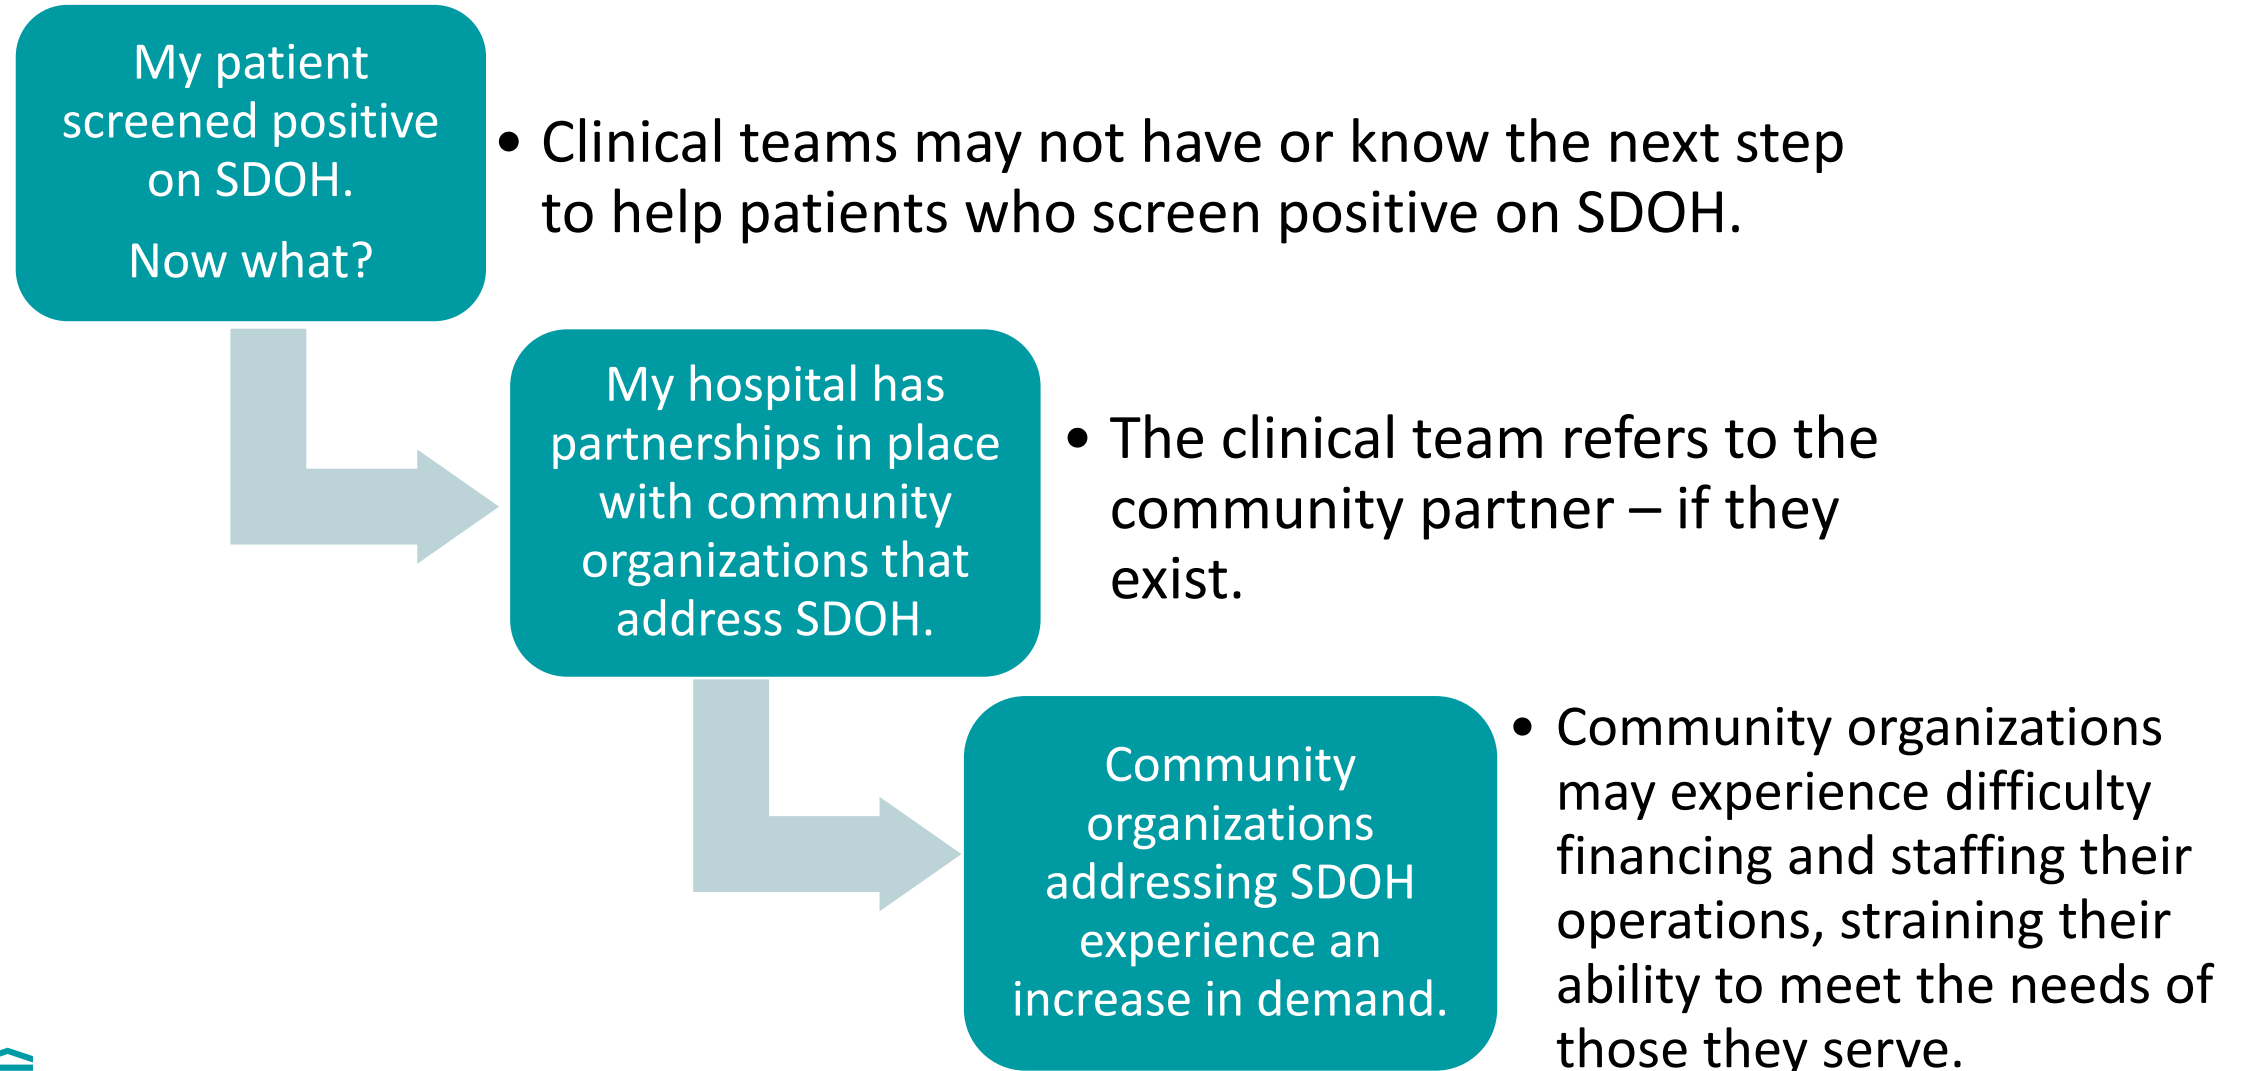 My patient
screened positive
on SDOH.
Now what?
• Clinical teams may not have or know the next step
to help patients who screen positive on SDOH.
My hospital has
partnerships in place
with community
organizations that
address SDOH.
• The clinical team refers to the
community partner – if they
exist.
Community
organizations
addressing SDOH
experience an
increase in demand.
• Community organizations
may experience difficulty
financing and staffing their
operations, straining their
ability to meet the needs of
those they serve.